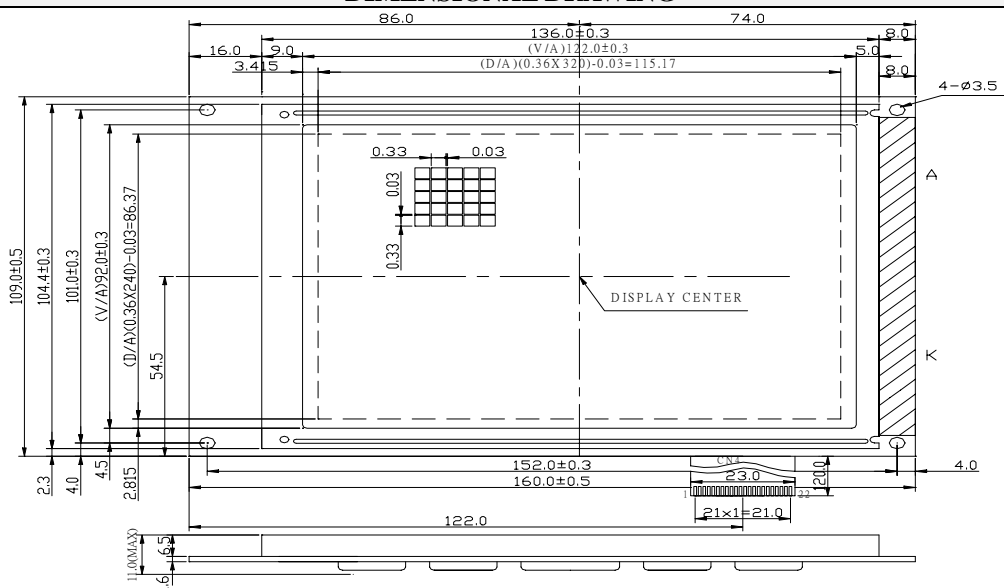 DIMENSIONAL DRAWING
86.0
74.0
136.0±0.3
8.0
16.0
9.0
(V/A)122.0±0.3
5.0
3.415
(D/A)(0.36X320)-0.03=115.17
8.0
4-Ø3.5
0.33
0.03
0.03
0.33
A
K
109.0±0.5
104.4±0.3
101.0±0.3
(V/A)92.0±0.3
(D/A)(0.36X240)-0.03=86.37
54.5
DISPLAY CENTER
2.3
4.0
4.5
2.815
152.0±0.3
160.0±0.5
4.0
CN4
23.0
120.0
1
22
21x1=21.0
122.0
11.0(MAX)
6.5